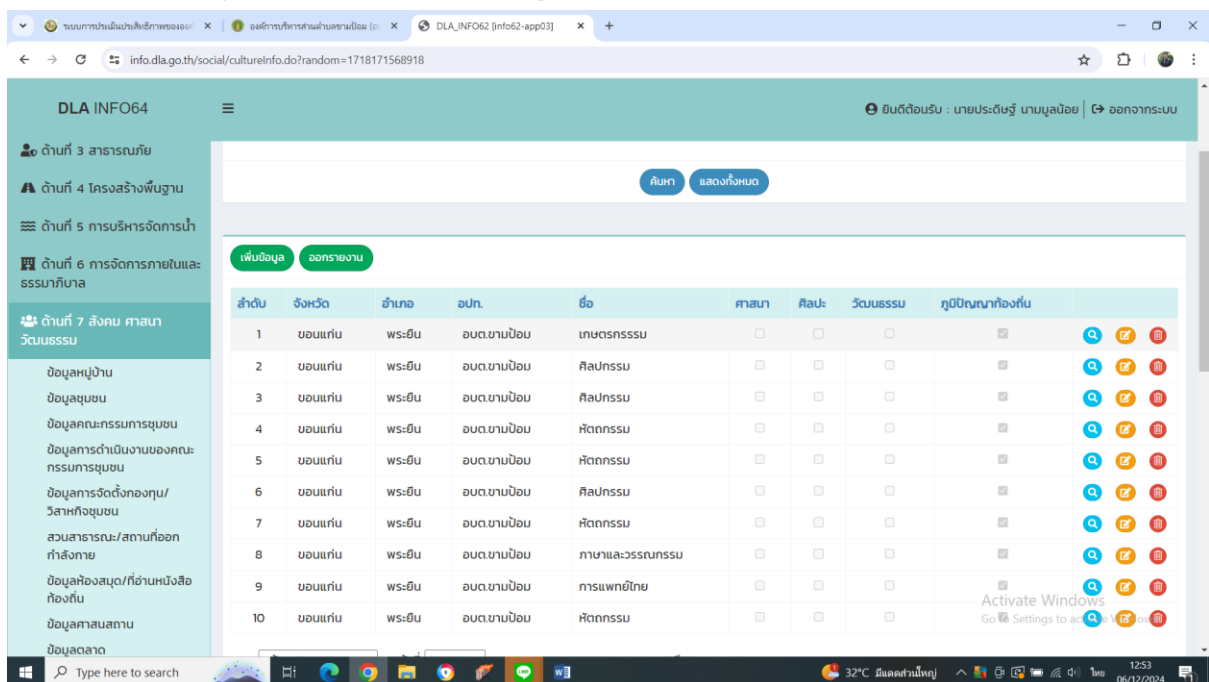 ระบบการประเมินประสิทธิภาพขององค์
องค์การบริหารส่วนตำบลขามป้อม (อบ
DLA_INFO62 [info62-app03]
info.dla.go.th/social/cultureInfo.do?random=1718171568918
DLA INFO64
ยินดีต้อนรับ : นายประดิษฐ์ นามมูลน้อย ออกจากระบบ
ด้านที่ 3 สาธารณภัย
ด้านที่ 4 โครงสร้างพื้นฐาน
ด้านที่ 5 การบริหารจัดการน้ำ
ด้านที่ 6 การจัดการภายในและ
ธรรมาภิบาล
ด้านที่ 7 สังคม ศาสนา
วัฒนธรรม
ข้อมูลหมู่บ้าน
ข้อมูลชุมชน
ข้อมูลคณะกรรมการชุมชน
ข้อมูลการดำเนินงานของคณะ
กรรมการชุมชน
ข้อมูลการจัดตั้งกองทุน/
วิสาหกิจชุมชน
สวนสาธารณะ/สถานที่ออก
กำลังกาย
ข้อมูลห้องสมุด/ที่อ่านหนังสือ
ท้องถิ่น
ข้อมูลศาสนสถาน
ข้อมูลตลาด
ค้นหา แสดงทั้งหมด
เพิ่มข้อมูล ออกรายงาน
ลำดับ จังหวัด อำเภอ อปท. ชื่อ ศาสนา ศิลปะ วัฒนธรรม ภูมิปัญญาท้องถิ่น
1 ขอนแก่น พระยืน อบต.ขามป้อม เกษตรกรรรม
2 ขอนแก่น พระยืน อบต.ขามป้อม ศิลปกรรม
3 ขอนแก่น พระยืน อบต.ขามป้อม ศิลปกรรม
4 ขอนแก่น พระยืน อบต.ขามป้อม หัตถกรรม
5 ขอนแก่น พระยืน อบต.ขามป้อม หัตถกรรม
6 ขอนแก่น พระยืน อบต.ขามป้อม ศิลปกรรม
7 ขอนแก่น พระยืน อบต.ขามป้อม หัตถกรรม
8 ขอนแก่น พระยืน อบต.ขามป้อม ภาษาและวรรณกรรม
9 ขอนแก่น พระยืน อบต.ขามป้อม การแพทย์ไทย
10 ขอนแก่น พระยืน อบต.ขามป้อม หัตถกรรม
Activate Windows
Go to Settings to activate Windows
Type here to search
32°C มีแดดส่วนใหญ่
ไทย
12:53
06/12/2024